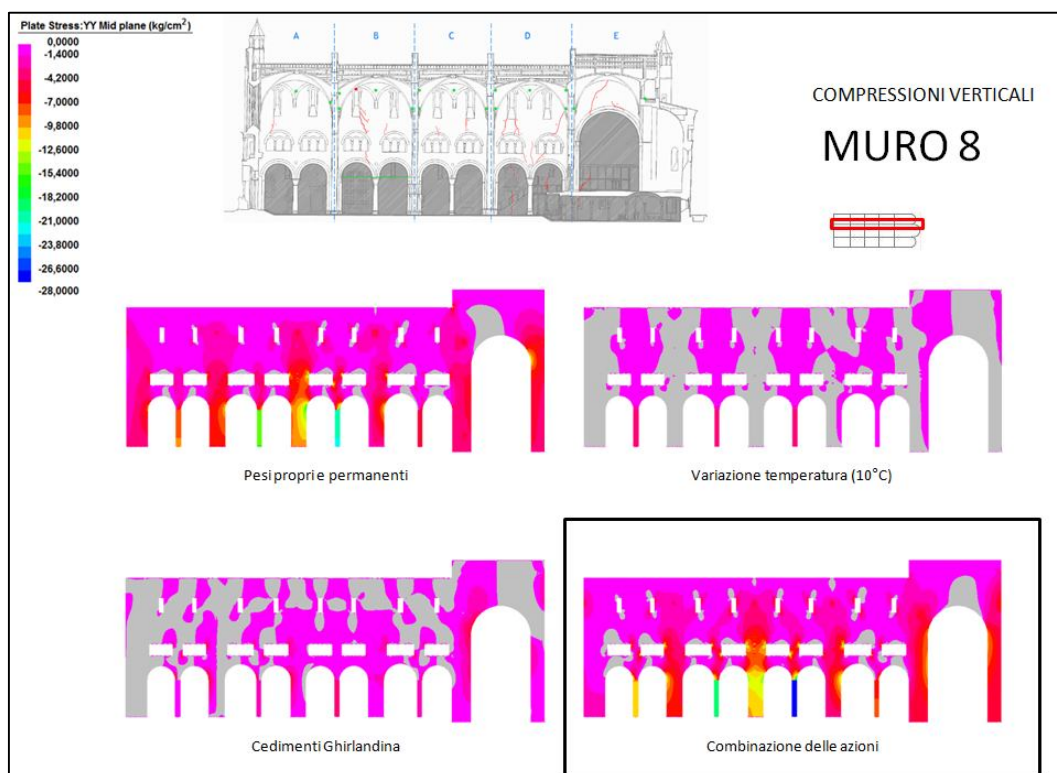 Plate Stress:YY Mid plane (kg/cm²)
0,0000
-1,4000
-4,2000
-7,0000
-9,8000
-12,6000
-15,4000
-18,2000
-21,0000
-23,8000
-26,6000
-28,0000
A B C D E
COMPRESSIONI VERTICALI
MURO 8
Pesi propri e permanenti
Variazione temperatura (10°C)
Cedimenti Ghirlandina
Combinazione delle azioni